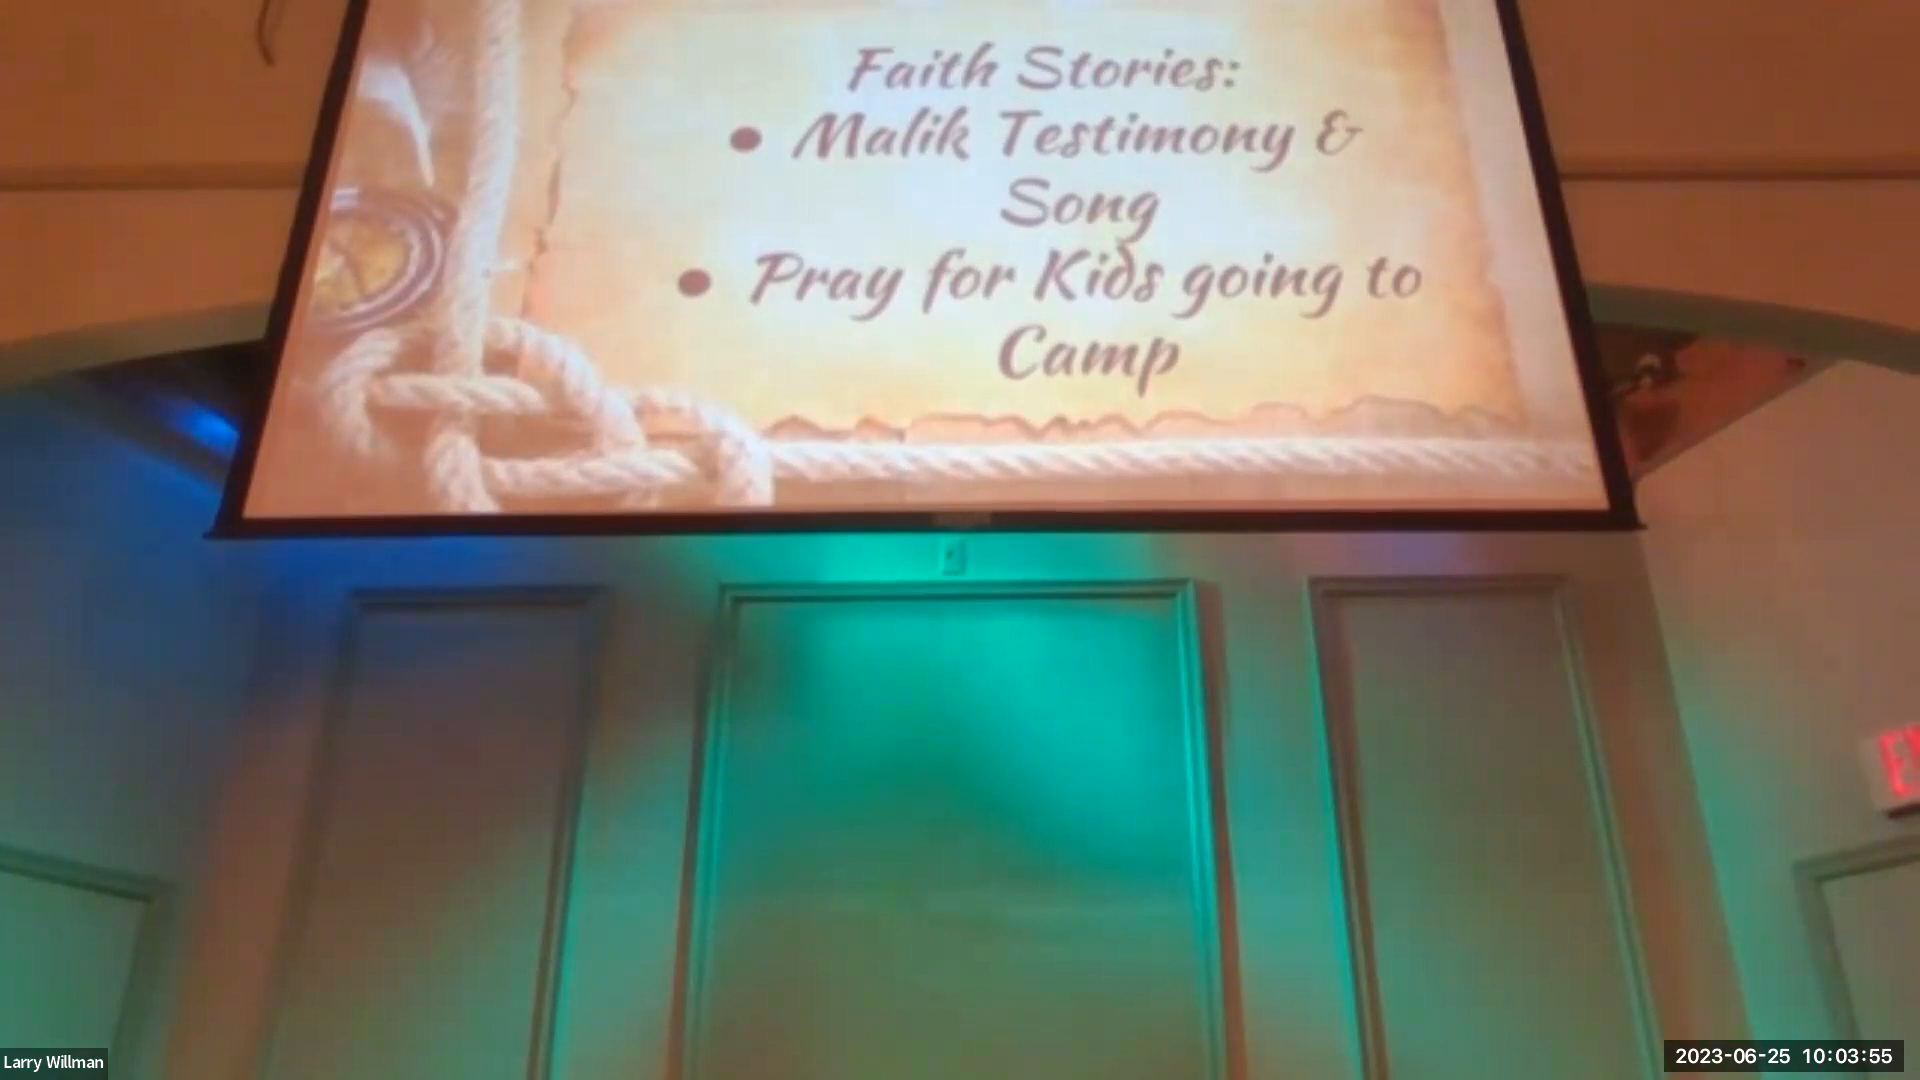 Faith Stories:
• Malik Testimony &
Song
• Pray for Kids going to
Camp
Larry Willman
2023-06-25 10:03:55